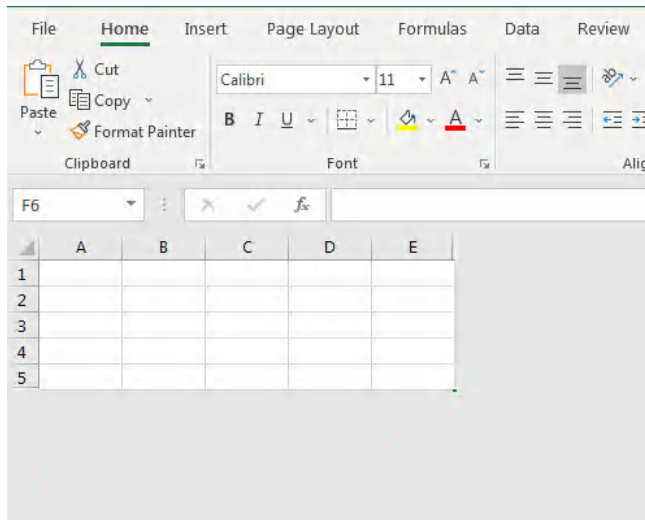 File Home Insert Page Layout Formulas Data Review
Cut
Copy
Paste
Format Painter
Calibri 11 A^ A˅
B I U A
Clipboard Font Alig
F6 fx
A B C D E
1
2
3
4
5